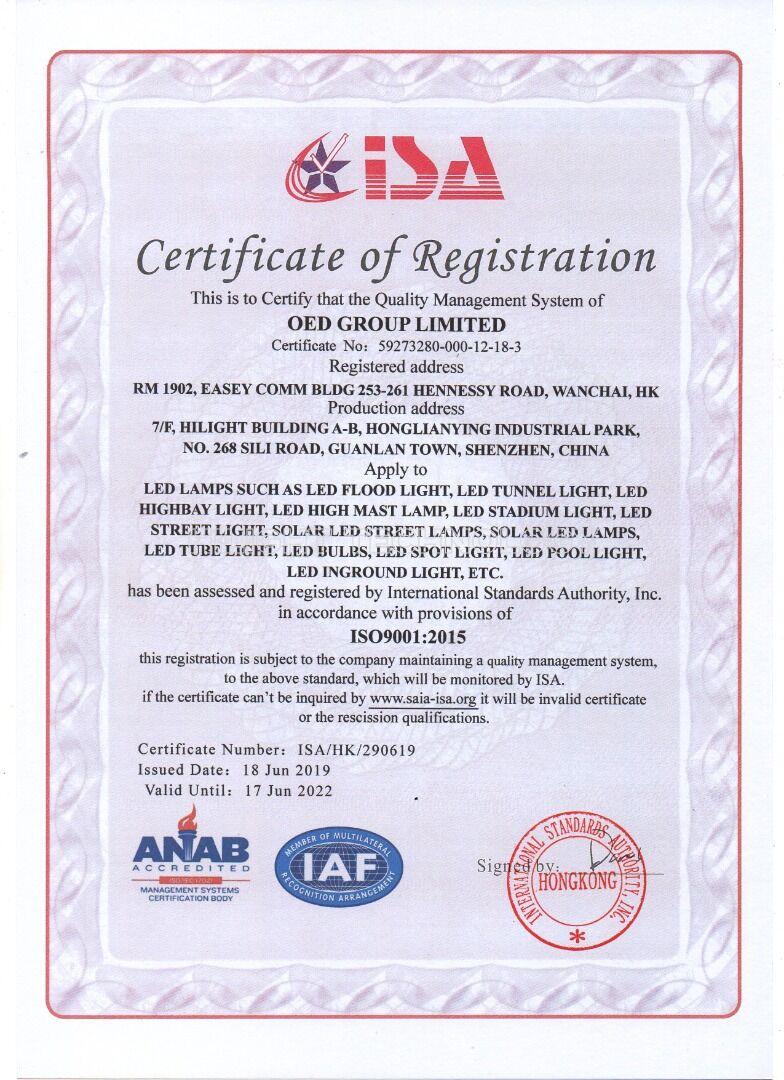 iSA
Certificate of Registration
This is to Certify that the Quality Management System of
OED GROUP LIMITED
Certificate No: 59273280-000-12-18-3
Registered address
RM 1902, EASEY COMM BLDG 253-261 HENNESSY ROAD, WANCHAI, HK
Production address
7/F, HILIGHT BUILDING A-B, HONGLIANYING INDUSTRIAL PARK,
NO. 268 SILI ROAD, GUANLAN TOWN, SHENZHEN, CHINA
Apply to
LED LAMPS SUCH AS LED FLOOD LIGHT, LED TUNNEL LIGHT, LED
HIGHBAY LIGHT, LED HIGH MAST LAMP, LED STADIUM LIGHT, LED
STREET LIGHT, SOLAR LED STREET LAMPS, SOLAR LED LAMPS,
LED TUBE LIGHT, LED BULBS, LED SPOT LIGHT, LED POOL LIGHT,
LED INGROUND LIGHT, ETC.
has been assessed and registered by International Standards Authority, Inc.
in accordance with provisions of
ISO9001:2015
this registration is subject to the company maintaining a quality management system,
to the above standard, which will be monitored by ISA.
if the certificate can't be inquired by www.saia-isa.org it will be invalid certificate
or the rescission qualifications.
Certificate Number: ISA/HK/290619
Issued Date: 18 Jun 2019
Valid Until: 17 Jun 2022
ANAB
ACCREDITED
MANAGEMENT SYSTEMS
CERTIFICATION BODY
MEMBER OF MULTILATERAL
IAF
RECOGNITION ARRANGEMENT
Signed by:
INTERNATIONAL STANDARDS AUTHORITY, INC.
HONGKONG